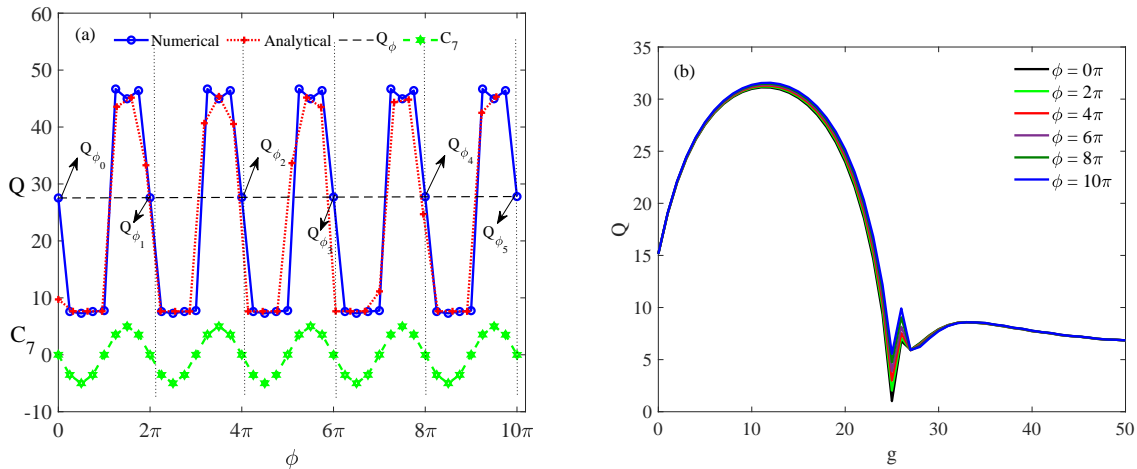 (a)
Numerical Analytical Q_ϕ C_7
60
50
40
30
20
10
0
-10
Q
C_7
Q_ϕ_0
Q_ϕ_1
Q_ϕ_2
Q_ϕ_3
Q_ϕ_4
Q_ϕ_5
0 2π 4π 6π 8π 10π
ϕ
(b)
ϕ = 0π
ϕ = 2π
ϕ = 4π
ϕ = 6π
ϕ = 8π
ϕ = 10π
35
30
25
20
15
10
5
0
Q
0 10 20 30 40 50
g